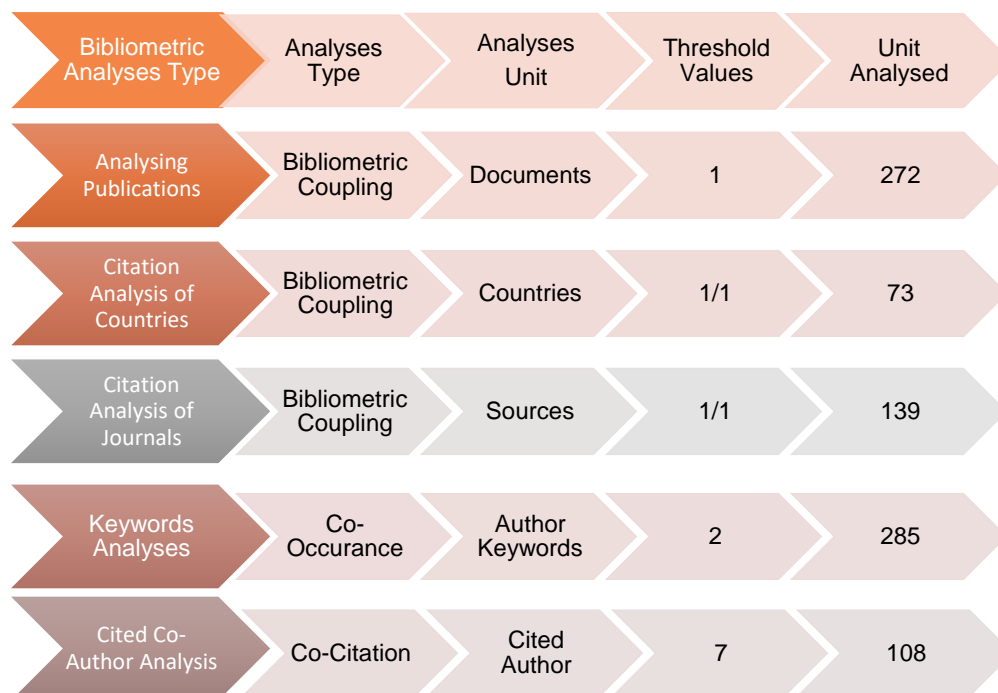 Bibliometric
Analyses Type
Analyses
Type
Analyses
Unit
Threshold
Values
Unit
Analysed
Analysing
Publications
Bibliometric
Coupling
Documents
1
272
Citation
Analysis of
Countries
Bibliometric
Coupling
Countries
1/1
73
Citation
Analysis of
Journals
Bibliometric
Coupling
Sources
1/1
139
Keywords
Analyses
Co-
Occurance
Author
Keywords
2
285
Cited Co-
Author Analysis
Co-Citation
Cited
Author
7
108